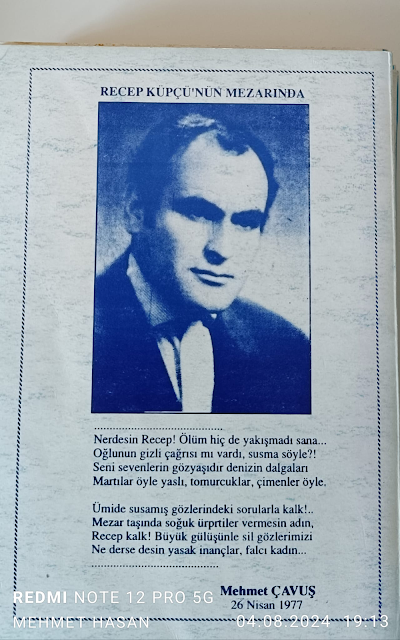 RECEP KÜPÇÜ'NÜN MEZARINDA
Nerdesin Recep! Ölüm hiç de yakışmadı sana...
Oğlunun gizli çağrısı mı vardı, susma söyle?!
Seni sevenlerin gözyaşıdır denizin dalgaları
Martılar öyle yaslı, tomurcuklar, çimenler öyle.
Ümide susamış gözlerindeki sorularla kalk!..
Mezar taşında soğuk ürprtiler vermesin adın,
Recep kalk! Büyük gülüşünle sil gözlerimizi
Ne derse desin yasak inançlar, falcı kadın...
Mehmet ÇAVUŞ
26 Nisan 1977
REDMI NOTE 12 PRO 5G
MEHMET HASAN 04.08.2024 19:13